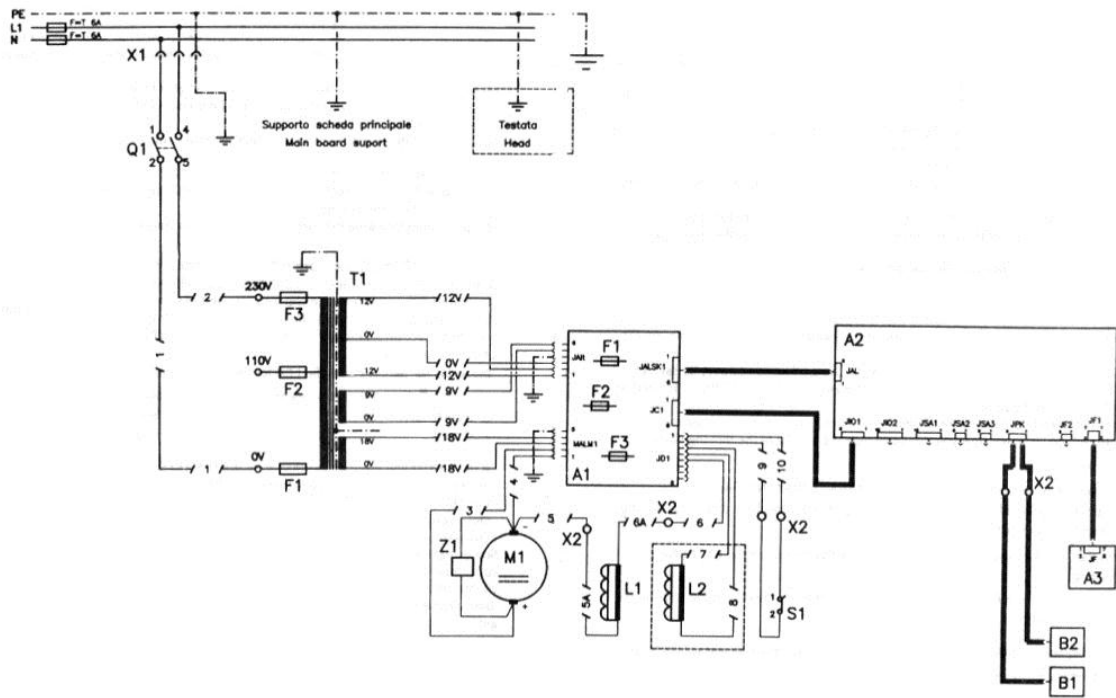 PE
L1 F=T 6A
N F=T 6A
X1
1 4
Q1
2 5
Supporto scheda principale
Main board suport
Testata
Head
T1
230V
2
F3
12V
12V
0V
0V
110V
F2
12V
12V
9V
9V
0V
9V
18V
18V
0V
1
0V
F1
0V
18V
1
F1
JAR
JALSK1
F2
JC1
MALM1
F3
JD1
A1
A2
JAL
JIO1
JIO2
JSA1
JSA2
JSA3
JPK
JF2
JF1
3
4
5
Z1
M1
X2
5A
6A
X2
6
L1
7
L2
8
9
10
X2
1
2
S1
X2
JF
A3
B2
B1